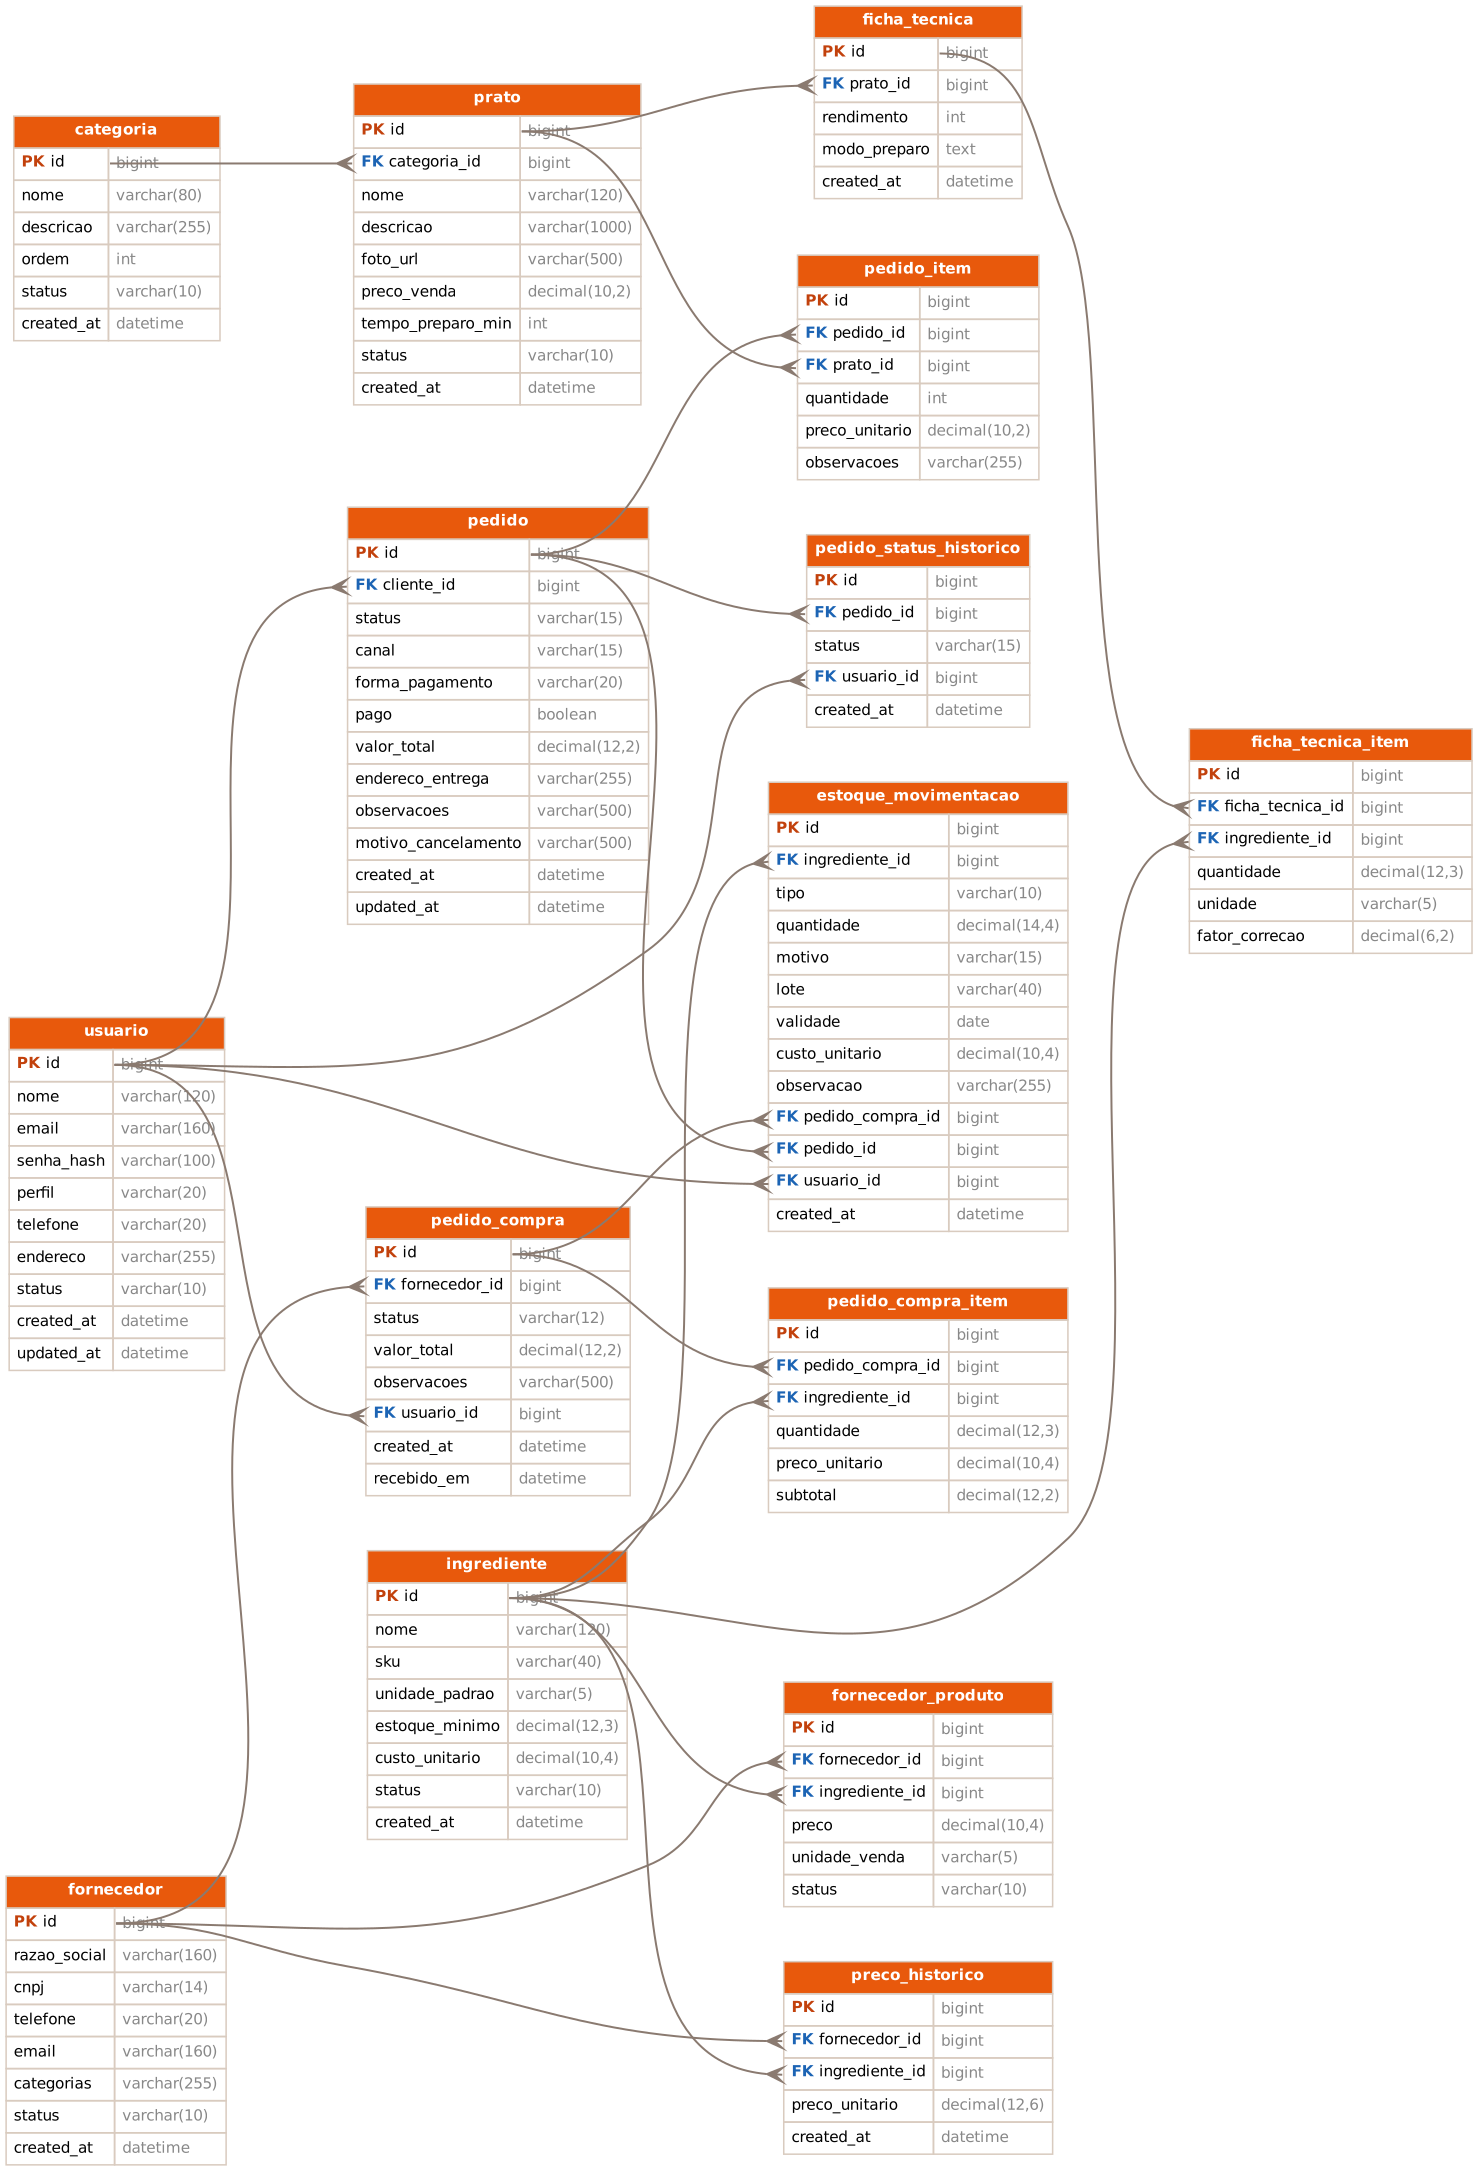 categoria
PK id bigint
nome varchar(80)
descricao varchar(255)
ordem int
status varchar(10)
created_at datetime
prato
PK id bigint
FK categoria_id bigint
nome varchar(120)
descricao varchar(1000)
foto_url varchar(500)
preco_venda decimal(10,2)
tempo_preparo_min int
status varchar(10)
created_at datetime
ficha_tecnica
PK id bigint
FK prato_id bigint
rendimento int
modo_preparo text
created_at datetime
pedido_item
PK id bigint
FK pedido_id bigint
FK prato_id bigint
quantidade int
preco_unitario decimal(10,2)
observacoes varchar(255)
pedido
PK id bigint
FK cliente_id bigint
status varchar(15)
canal varchar(15)
forma_pagamento varchar(20)
pago boolean
valor_total decimal(12,2)
endereco_entrega varchar(255)
observacoes varchar(500)
motivo_cancelamento varchar(500)
created_at datetime
updated_at datetime
pedido_status_historico
PK id bigint
FK pedido_id bigint
status varchar(15)
FK usuario_id bigint
created_at datetime
ficha_tecnica_item
PK id bigint
FK ficha_tecnica_id bigint
FK ingrediente_id bigint
quantidade decimal(12,3)
unidade varchar(5)
fator_correcao decimal(6,2)
estoque_movimentacao
PK id bigint
FK ingrediente_id bigint
tipo varchar(10)
quantidade decimal(14,4)
motivo varchar(15)
lote varchar(40)
validade date
custo_unitario decimal(10,4)
observacao varchar(255)
FK pedido_compra_id bigint
FK pedido_id bigint
FK usuario_id bigint
created_at datetime
usuario
PK id bigint
nome varchar(120)
email varchar(160)
senha_hash varchar(100)
perfil varchar(20)
telefone varchar(20)
endereco varchar(255)
status varchar(10)
created_at datetime
updated_at datetime
pedido_compra
PK id bigint
FK fornecedor_id bigint
status varchar(12)
valor_total decimal(12,2)
observacoes varchar(500)
FK usuario_id bigint
created_at datetime
recebido_em datetime
pedido_compra_item
PK id bigint
FK pedido_compra_id bigint
FK ingrediente_id bigint
quantidade decimal(12,3)
preco_unitario decimal(10,4)
subtotal decimal(12,2)
ingrediente
PK id bigint
nome varchar(120)
sku varchar(40)
unidade_padrao varchar(5)
estoque_minimo decimal(12,3)
custo_unitario decimal(10,4)
status varchar(10)
created_at datetime
fornecedor_produto
PK id bigint
FK fornecedor_id bigint
FK ingrediente_id bigint
preco decimal(10,4)
unidade_venda varchar(5)
status varchar(10)
fornecedor
PK id bigint
razao_social varchar(160)
cnpj varchar(14)
telefone varchar(20)
email varchar(160)
categorias varchar(255)
status varchar(10)
created_at datetime
preco_historico
PK id bigint
FK fornecedor_id bigint
FK ingrediente_id bigint
preco_unitario decimal(12,6)
created_at datetime